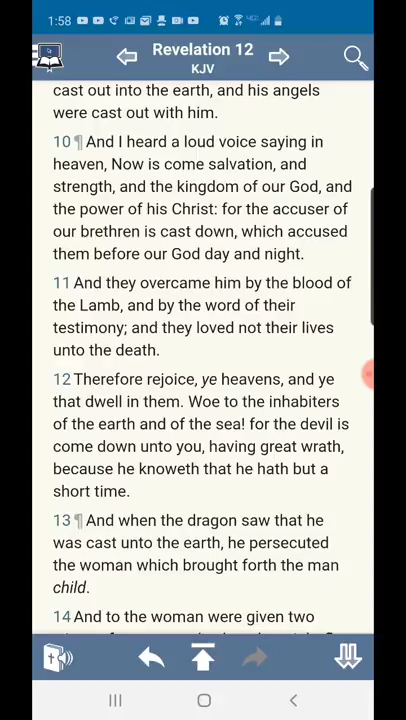 1:58
Revelation 12
KJV
cast out into the earth, and his angels
were cast out with him.
10 ¶ And I heard a loud voice saying in
heaven, Now is come salvation, and
strength, and the kingdom of our God, and
the power of his Christ: for the accuser of
our brethren is cast down, which accused
them before our God day and night.
11 And they overcame him by the blood of
the Lamb, and by the word of their
testimony; and they loved not their lives
unto the death.
12 Therefore rejoice, ye heavens, and ye
that dwell in them. Woe to the inhabiters
of the earth and of the sea! for the devil is
come down unto you, having great wrath,
because he knoweth that he hath but a
short time.
13 ¶ And when the dragon saw that he
was cast unto the earth, he persecuted
the woman which brought forth the man
child.
14 And to the woman were given two